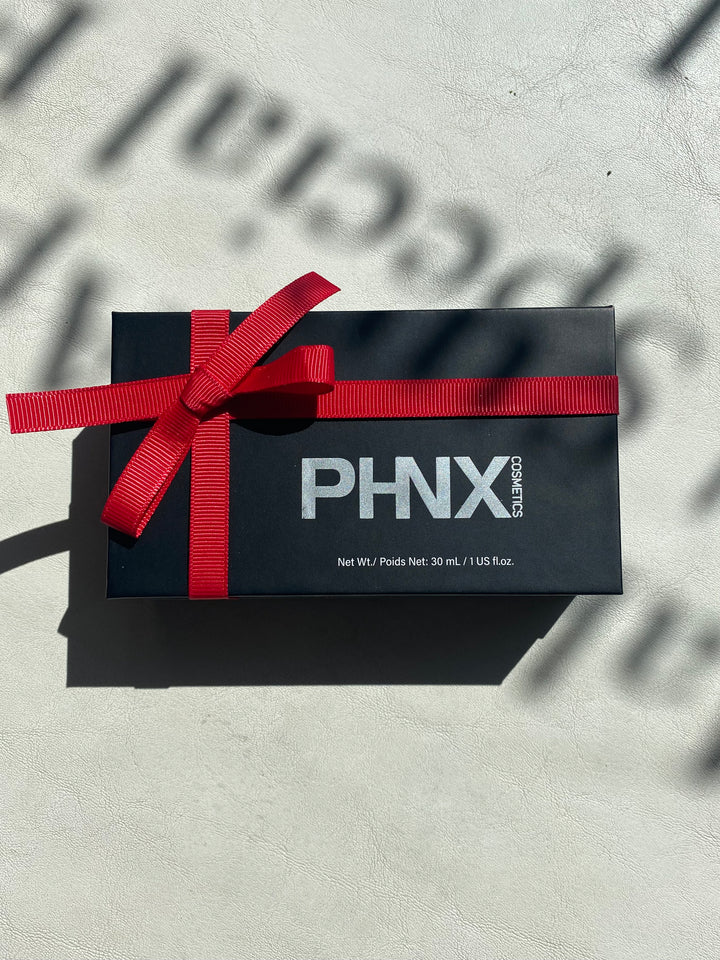 PHNX
COSMETICS
Net Wt./ Poids Net: 30 mL / 1 US fl.oz.